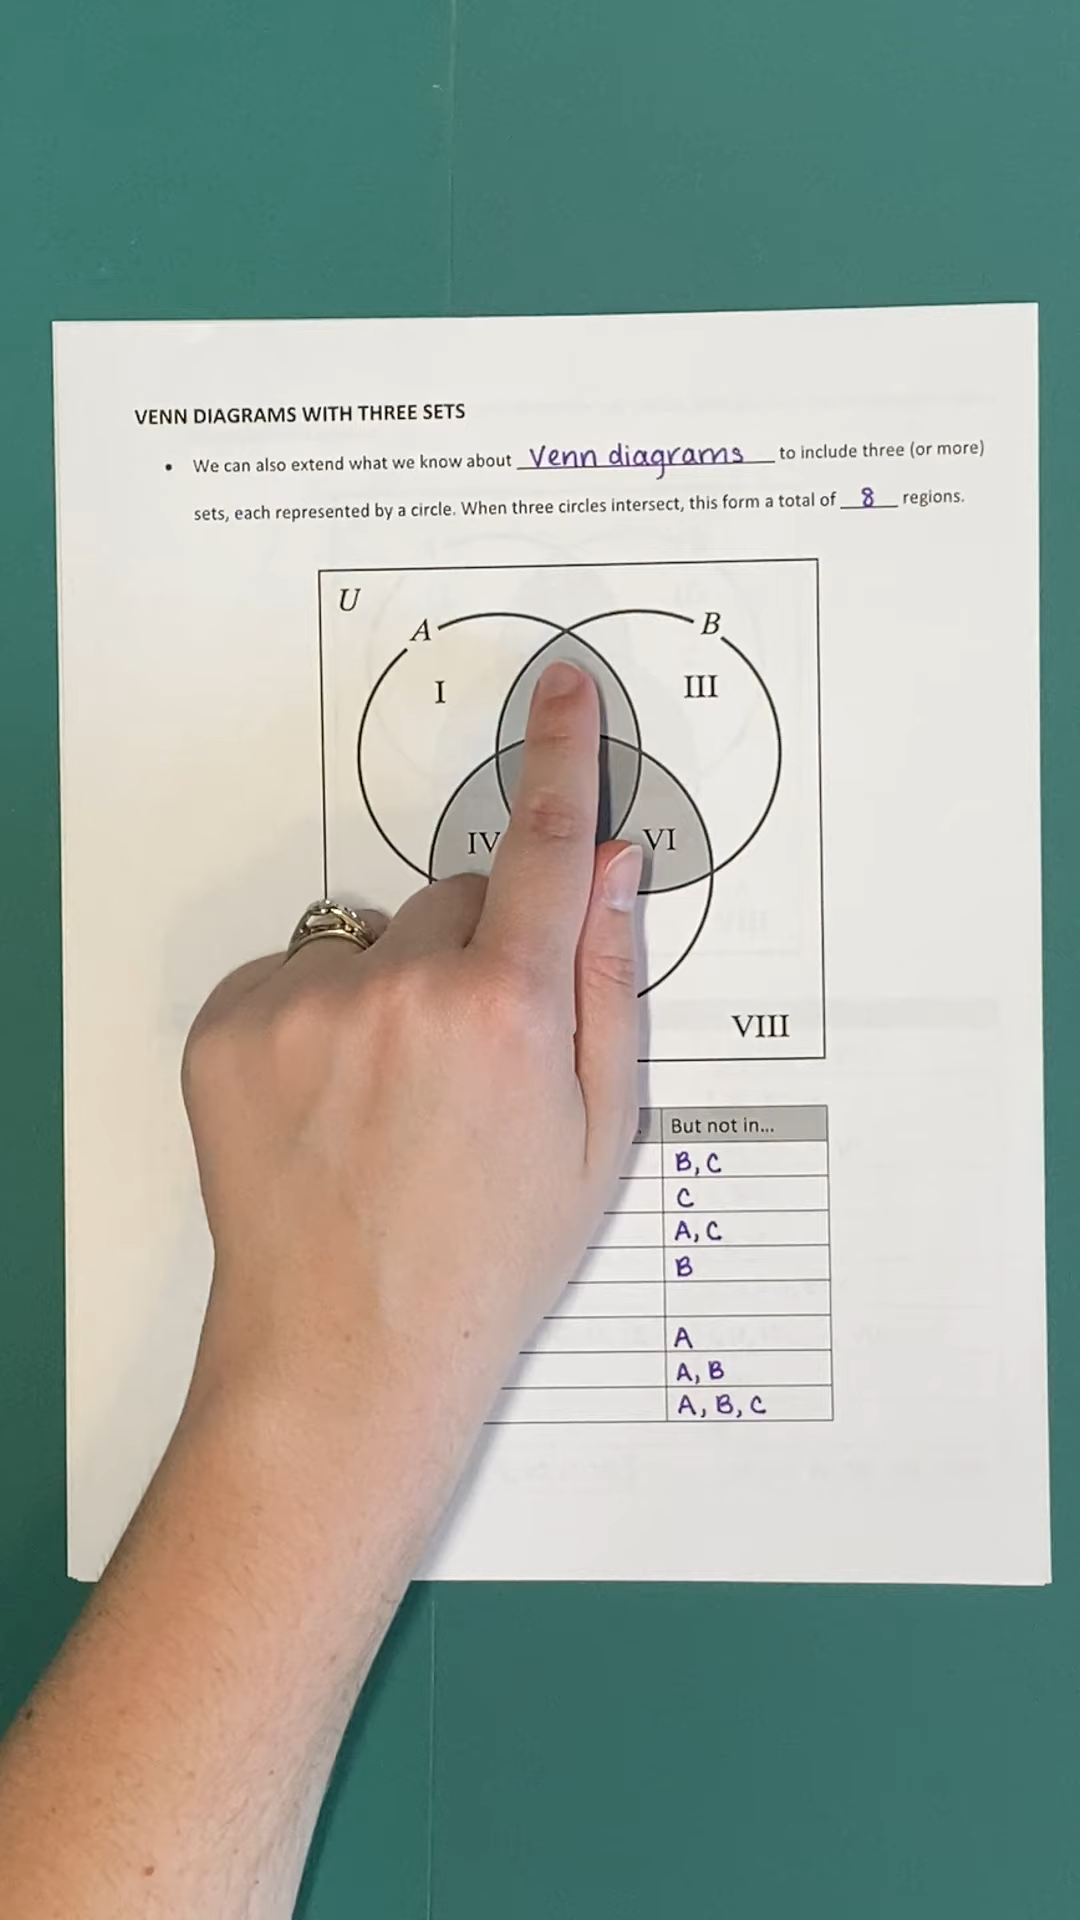 VENN DIAGRAMS WITH THREE SETS
• We can also extend what we know about Venn diagrams to include three (or more)
sets, each represented by a circle. When three circles intersect, this form a total of 8 regions.
U
A
B
I
III
IV
VI
VIII
But not in...
B, C
C
A, C
B
A
A, B
A, B, C